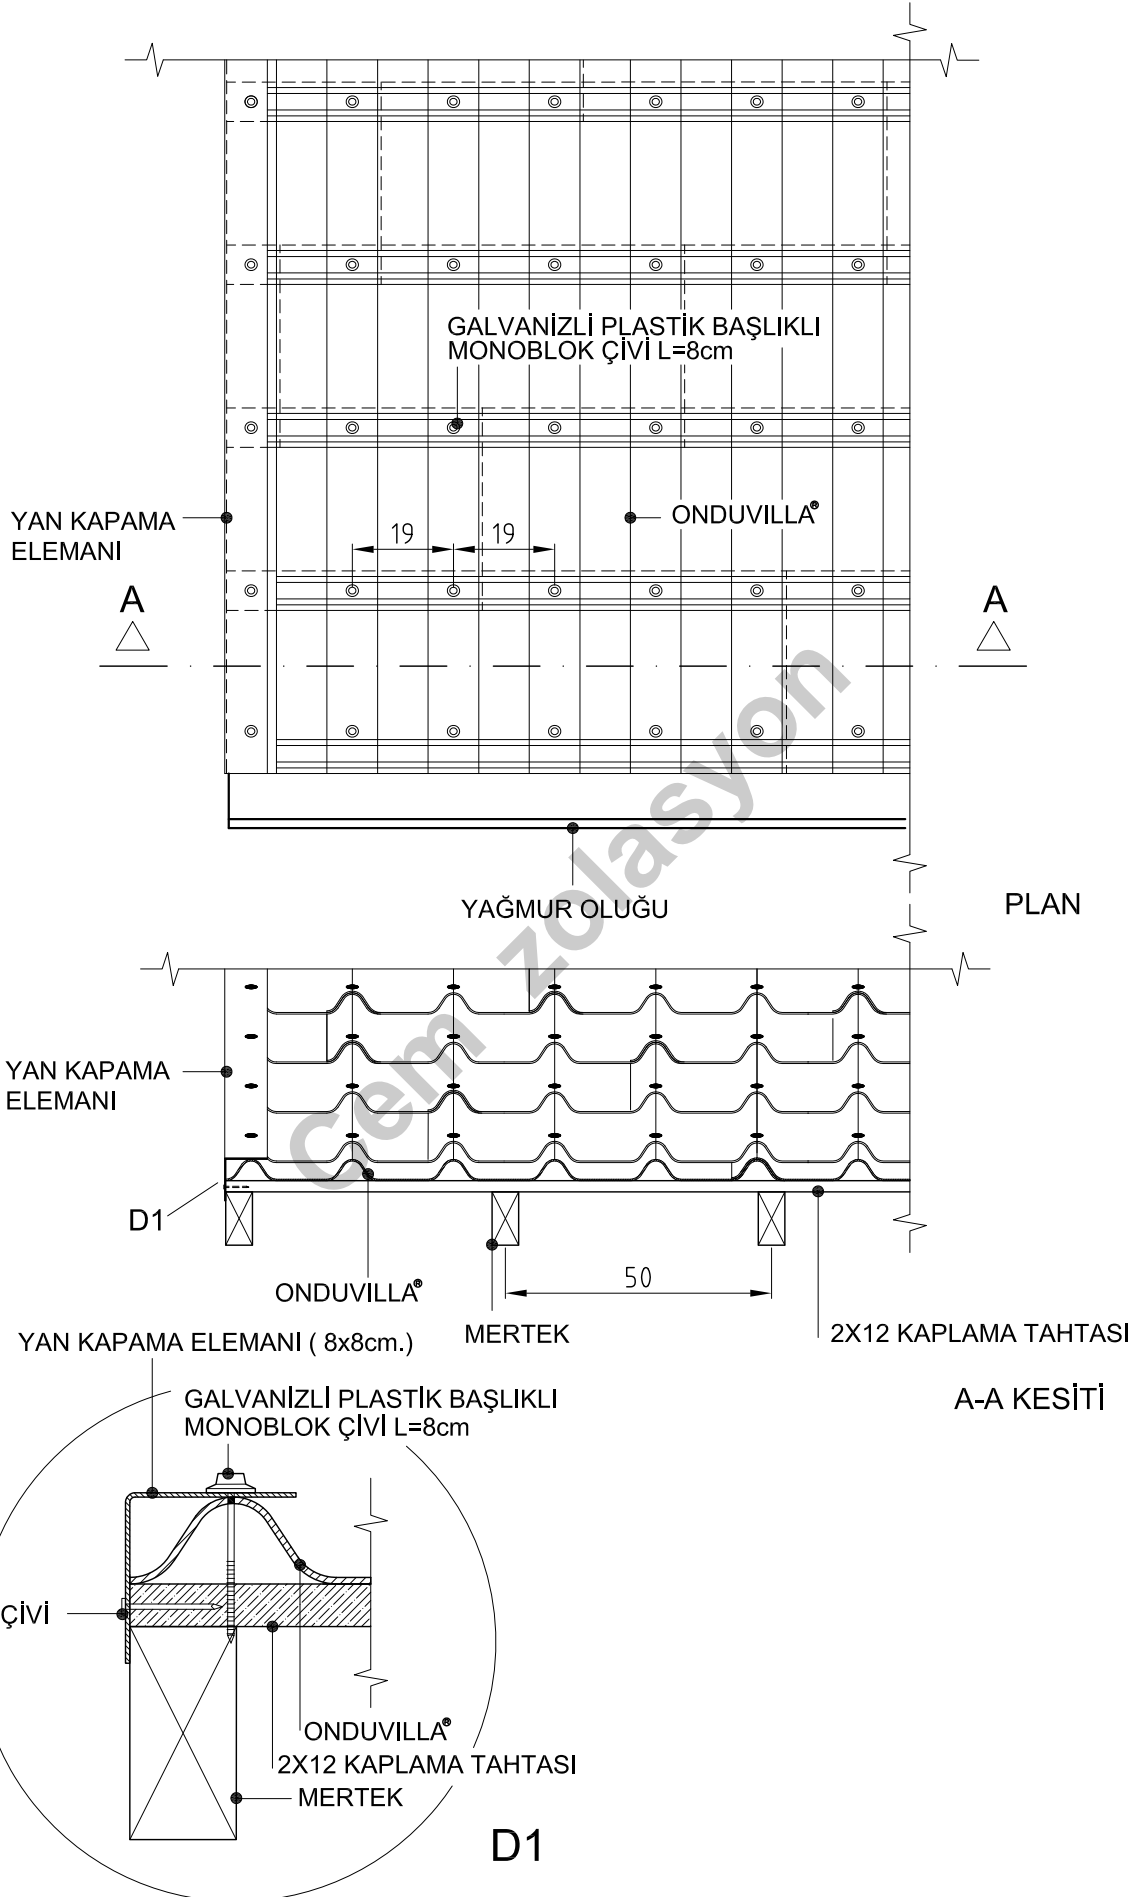 GALVANİZLİ PLASTİK BAŞLIKLI
MONOBLOK ÇİVİ L=8cm
YAN KAPAMA
ELEMANI
ONDUVILLA®
19
19
A
A
YAĞMUR OLUĞU
PLAN
Cem zolasyon
YAN KAPAMA
ELEMANI
D1
ONDUVILLA®
50
MERTEK
2X12 KAPLAMA TAHTASI
YAN KAPAMA ELEMANI ( 8x8cm.)
A-A KESİTİ
GALVANİZLİ PLASTİK BAŞLIKLI
MONOBLOK ÇİVİ L=8cm
ÇİVİ
ONDUVILLA®
2X12 KAPLAMA TAHTASI
MERTEK
D1